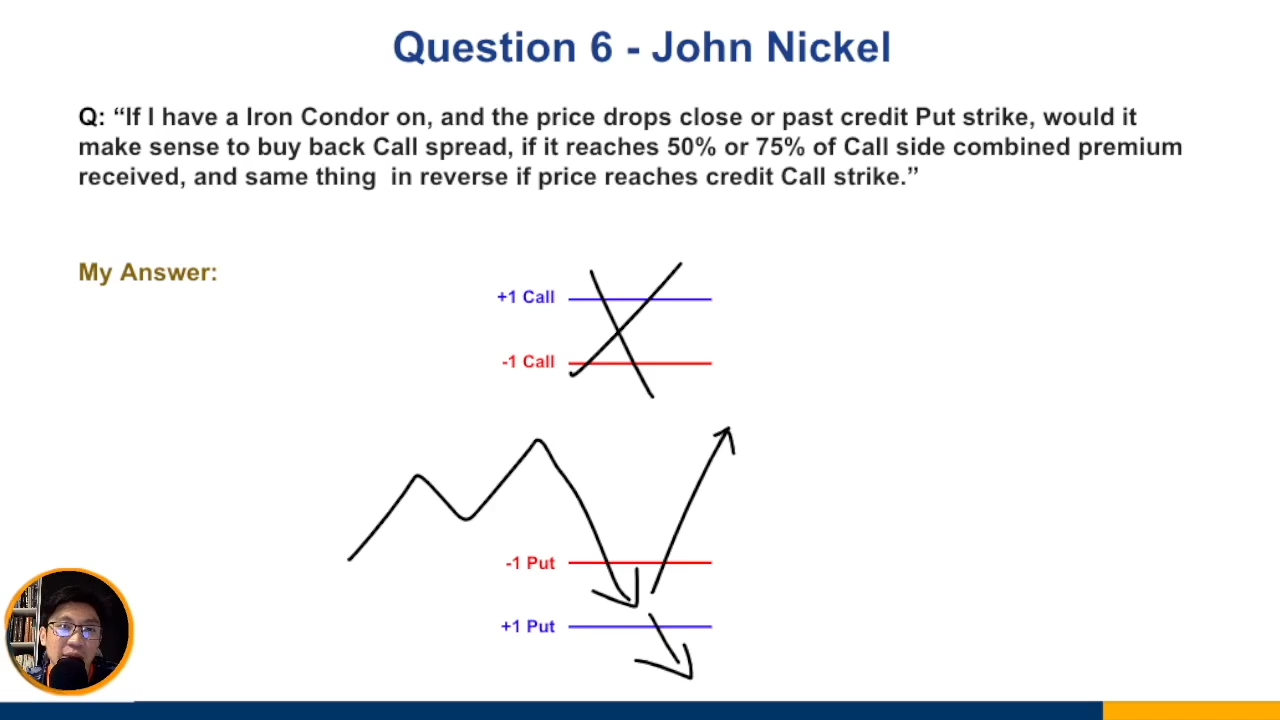 Question 6 - John Nickel
Q: “If I have a Iron Condor on, and the price drops close or past credit Put strike, would it
make sense to buy back Call spread, if it reaches 50% or 75% of Call side combined premium
received, and same thing  in reverse if price reaches credit Call strike.”
My Answer:
+1 Call
-1 Call
-1 Put
+1 Put